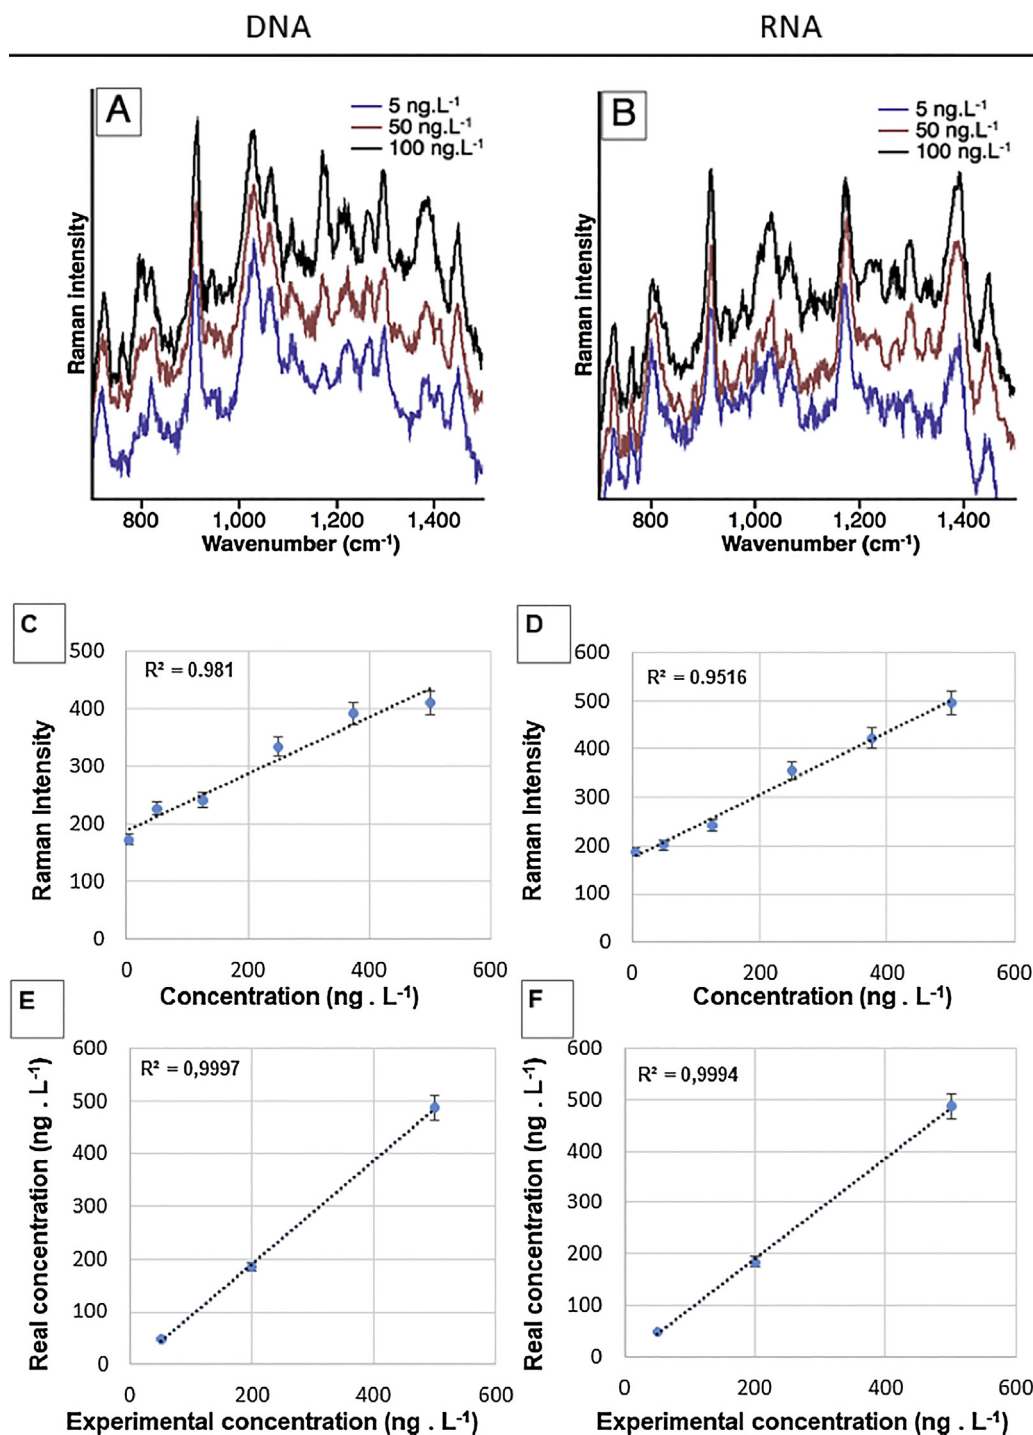 DNA RNA
A
5 ng.L⁻¹
50 ng.L⁻¹
100 ng.L⁻¹
Raman intensity
800 1,000 1,200 1,400
Wavenumber (cm⁻¹)
B
5 ng.L⁻¹
50 ng.L⁻¹
100 ng.L⁻¹
Raman intensity
800 1,000 1,200 1,400
Wavenumber (cm⁻¹)
C
R² = 0.981
Raman Intensity
500
400
300
200
100
0
0 200 400 600
Concentration (ng . L⁻¹)
D
R² = 0.9516
Raman Intensity
600
500
400
300
200
100
0
0 200 400 600
Concentration (ng . L⁻¹)
E
R² = 0,9997
Real concentration (ng . L⁻¹)
600
500
400
300
200
100
0
0 200 400 600
Experimental concentration (ng . L⁻¹)
F
R² = 0,9994
Real concentration (ng . L⁻¹)
600
500
400
300
200
100
0
0 200 400 600
Experimental concentration (ng . L⁻¹)